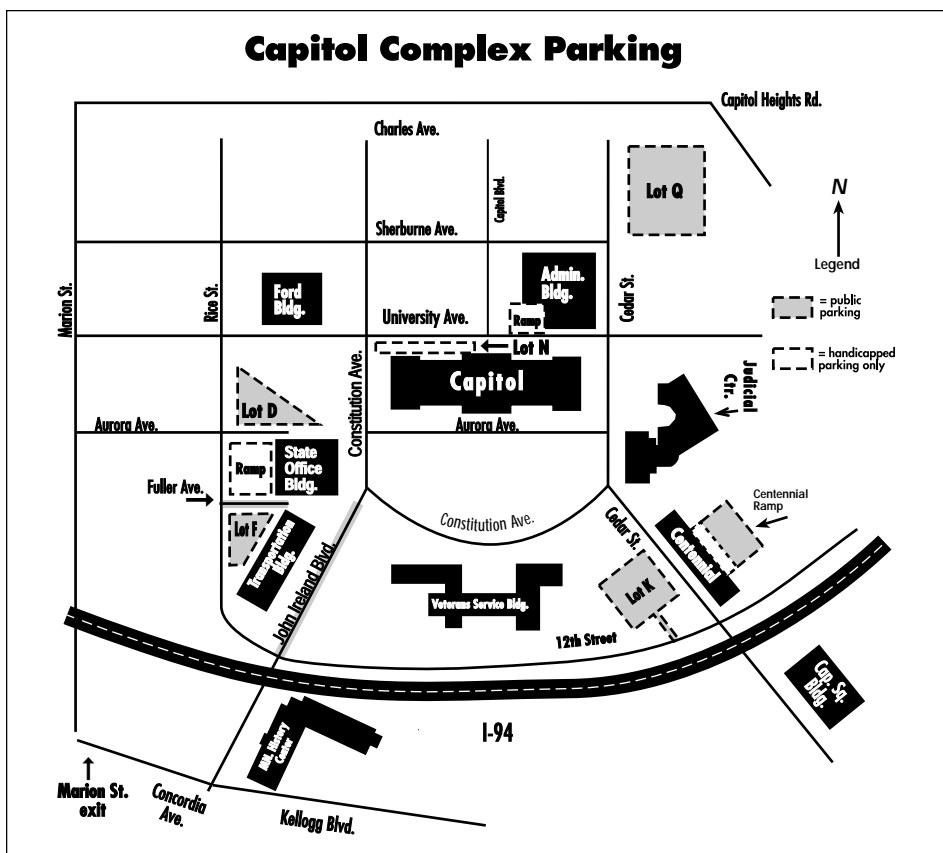 Capitol Complex Parking
Capitol Heights Rd.
Charles Ave.
Lot Q
N
Capitol Blvd.
Sherburne Ave.
Legend
Marion St.
Rice St.
Ford
Bldg.
Admin.
Bldg.
Cedar St.
= public
parking
University Ave.
Ramp
Lot N
= handicapped
parking only
Constitution Ave.
Capitol
Judicial
Ctr.
Lot D
Aurora Ave.
Aurora Ave.
Ramp
State
Office
Bldg.
Fuller Ave.
Centennial
Ramp
Constitution Ave.
Cedar St.
Lot F
Transportation
Bldg.
Centennial
John Ireland Blvd.
Veterans Service Bldg.
Lot K
12th Street
Cap. Sq.
Bldg.
I-94
MN. History
Center
Marion St.
exit
Concordia
Ave.
Kellogg Blvd.